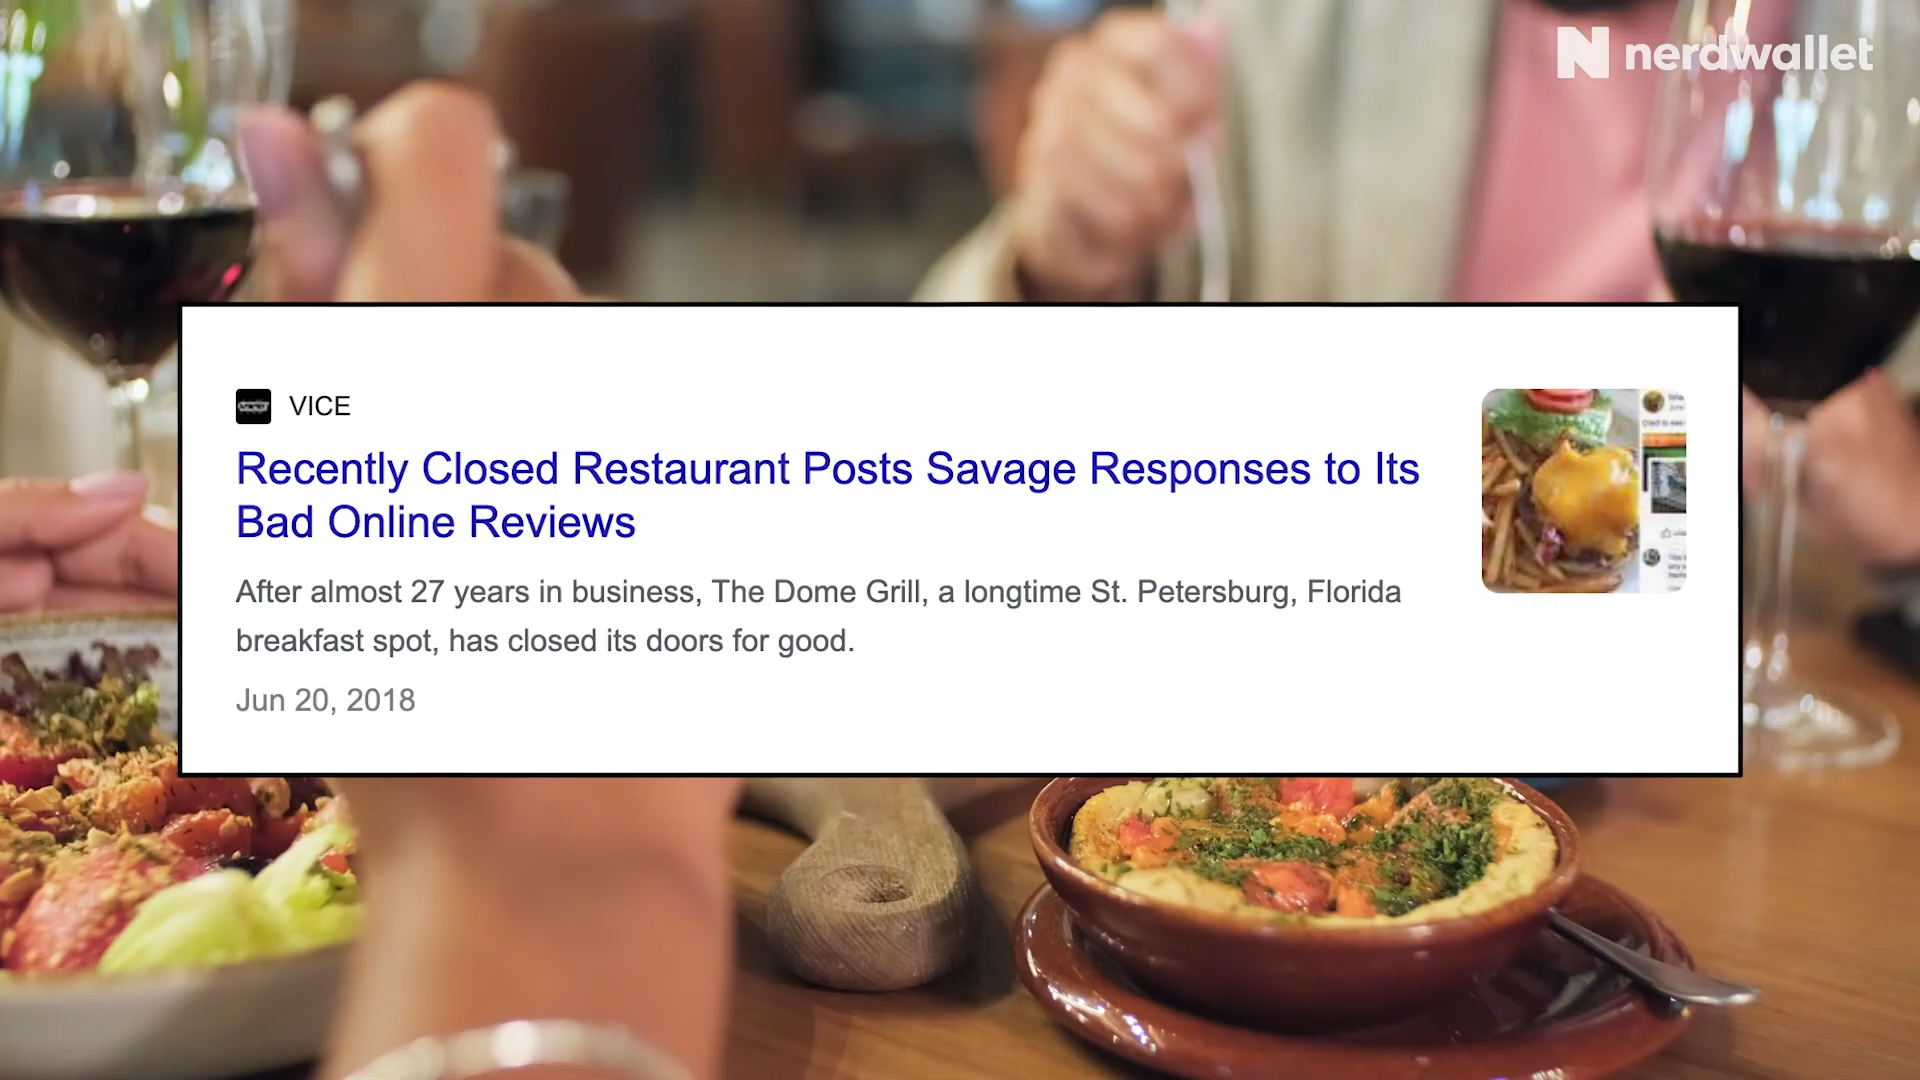 nerdwallet
VICE
Recently Closed Restaurant Posts Savage Responses to Its
Bad Online Reviews
After almost 27 years in business, The Dome Grill, a longtime St. Petersburg, Florida
breakfast spot, has closed its doors for good.
Jun 20, 2018